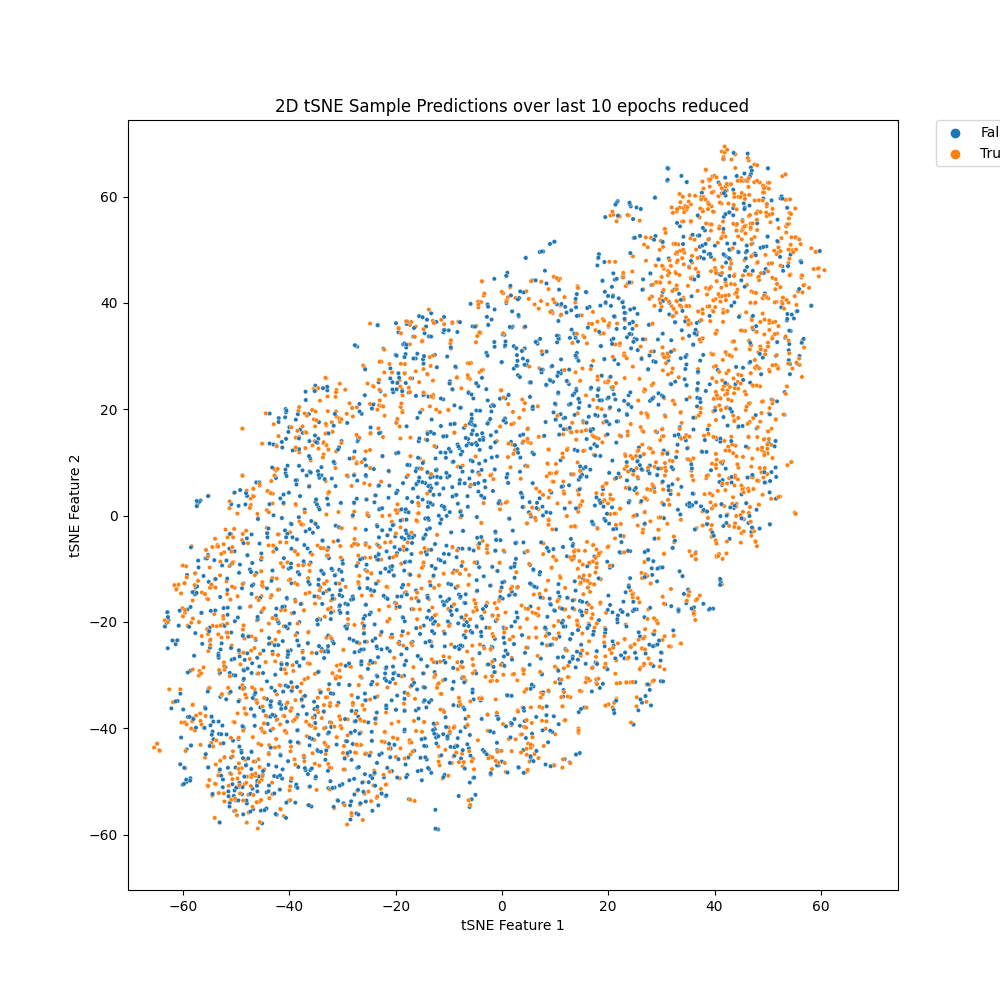 2D tSNE Sample Predictions over last 10 epochs reduced
Fal
Tru
60
40
20
0
−20
−40
−60
tSNE Feature 2
−60 −40 −20 0 20 40 60
tSNE Feature 1